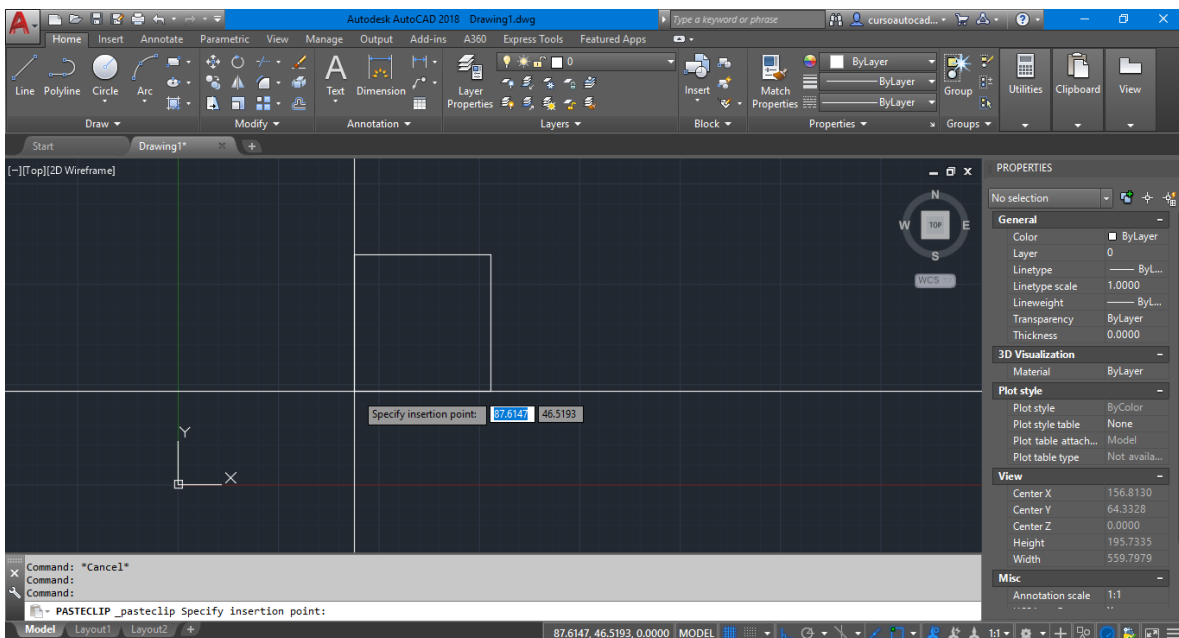 Autodesk AutoCAD 2018 Drawing1.dwg
Type a keyword or phrase
cursoautocad...
Home Insert Annotate Parametric View Manage Output Add-ins A360 Express Tools Featured Apps
0
ByLayer
ByLayer
ByLayer
Line Polyline Circle Arc Text Dimension Layer Properties Insert Match Properties Group Utilities Clipboard View
Draw Modify Annotation Layers Block Properties Groups
Start Drawing1* +
[–][Top][2D Wireframe]
N
W TOP E
S
WCS
Specify insertion point: 87.6147 46.5193
Y
X
PROPERTIES
No selection
General
Color ByLayer
Layer 0
Linetype ByL...
Linetype scale 1.0000
Lineweight ByL...
Transparency ByLayer
Thickness 0.0000
3D Visualization
Material ByLayer
Plot style
Plot style ByColor
Plot style table None
Plot table attach... Model
Plot table type Not availa...
View
Center X 156.8130
Center Y 64.3328
Center Z 0.0000
Height 195.7335
Width 559.7979
Misc
Annotation scale 1:1
Command: *Cancel*
Command:
Command:
PASTECLIP _pasteclip Specify insertion point:
Model Layout1 Layout2 +
87.6147, 46.5193, 0.0000 MODEL 1:1